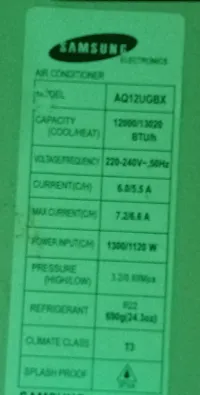 SAMSUNG
ELECTRONICS
AIR CONDITIONER
MODEL AQ12UGBX
CAPACITY 12000/13020
(COOL/HEAT) BTU/h
VOLTAGE/FREQUENCY 220-240V~,50Hz
CURRENT(C/H) 6.0/5.5 A
MAX CURRENT(C/H) 7.2/6.6 A
POWER INPUT(C/H) 1300/1120 W
PRESSURE
(HIGH/LOW)
REFRIGERANT R22
690g(24.3oz)
CLIMATE CLASS T3
SPLASH PROOF
SAMSUNG